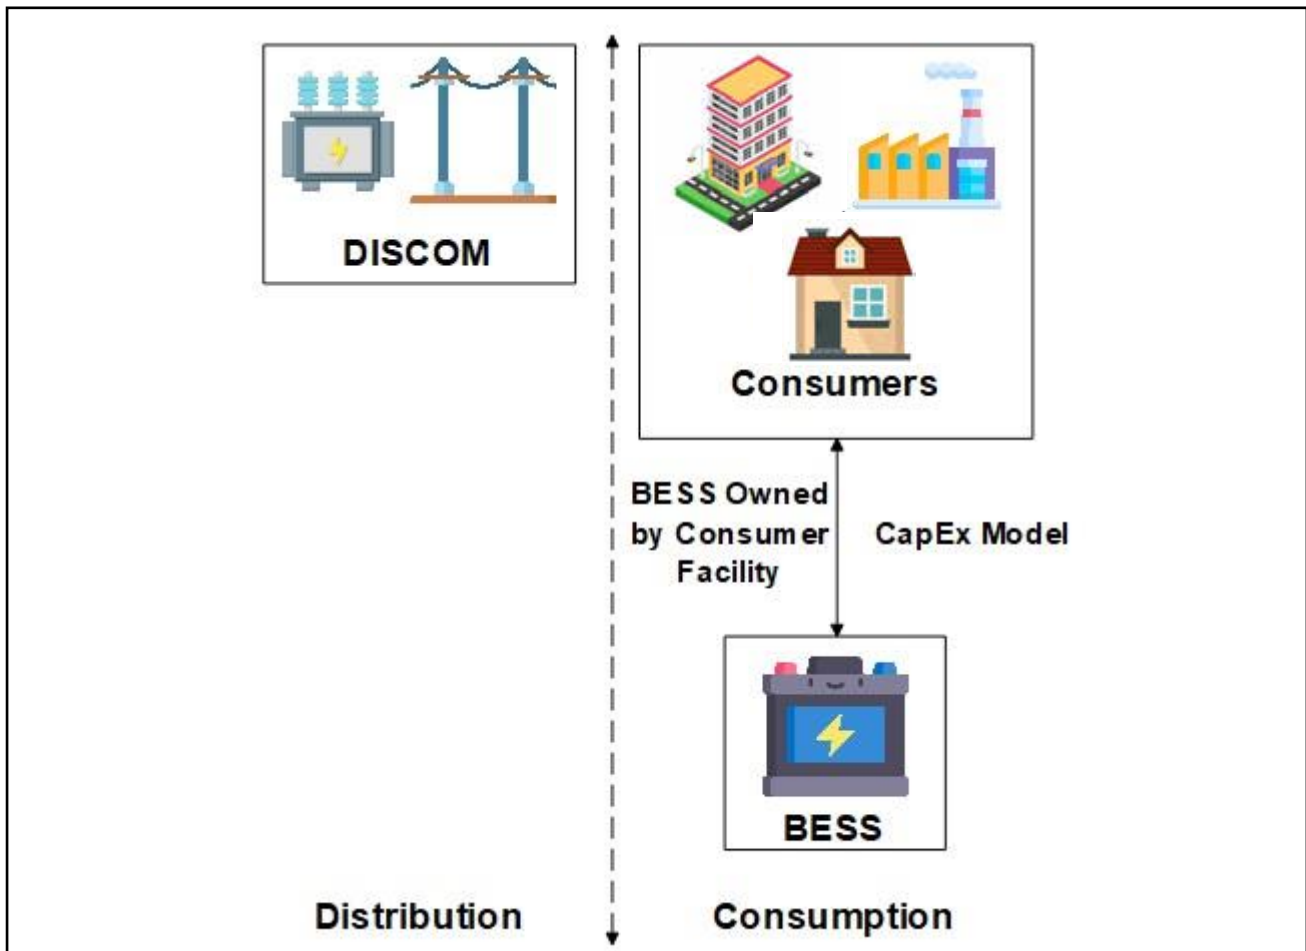 DISCOM
Consumers
BESS Owned
by Consumer
Facility
CapEx Model
BESS
Distribution
Consumption